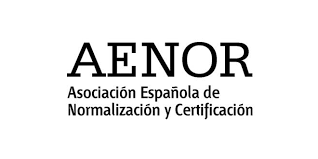 AENOR
Asociación Española de
Normalización y Certificación